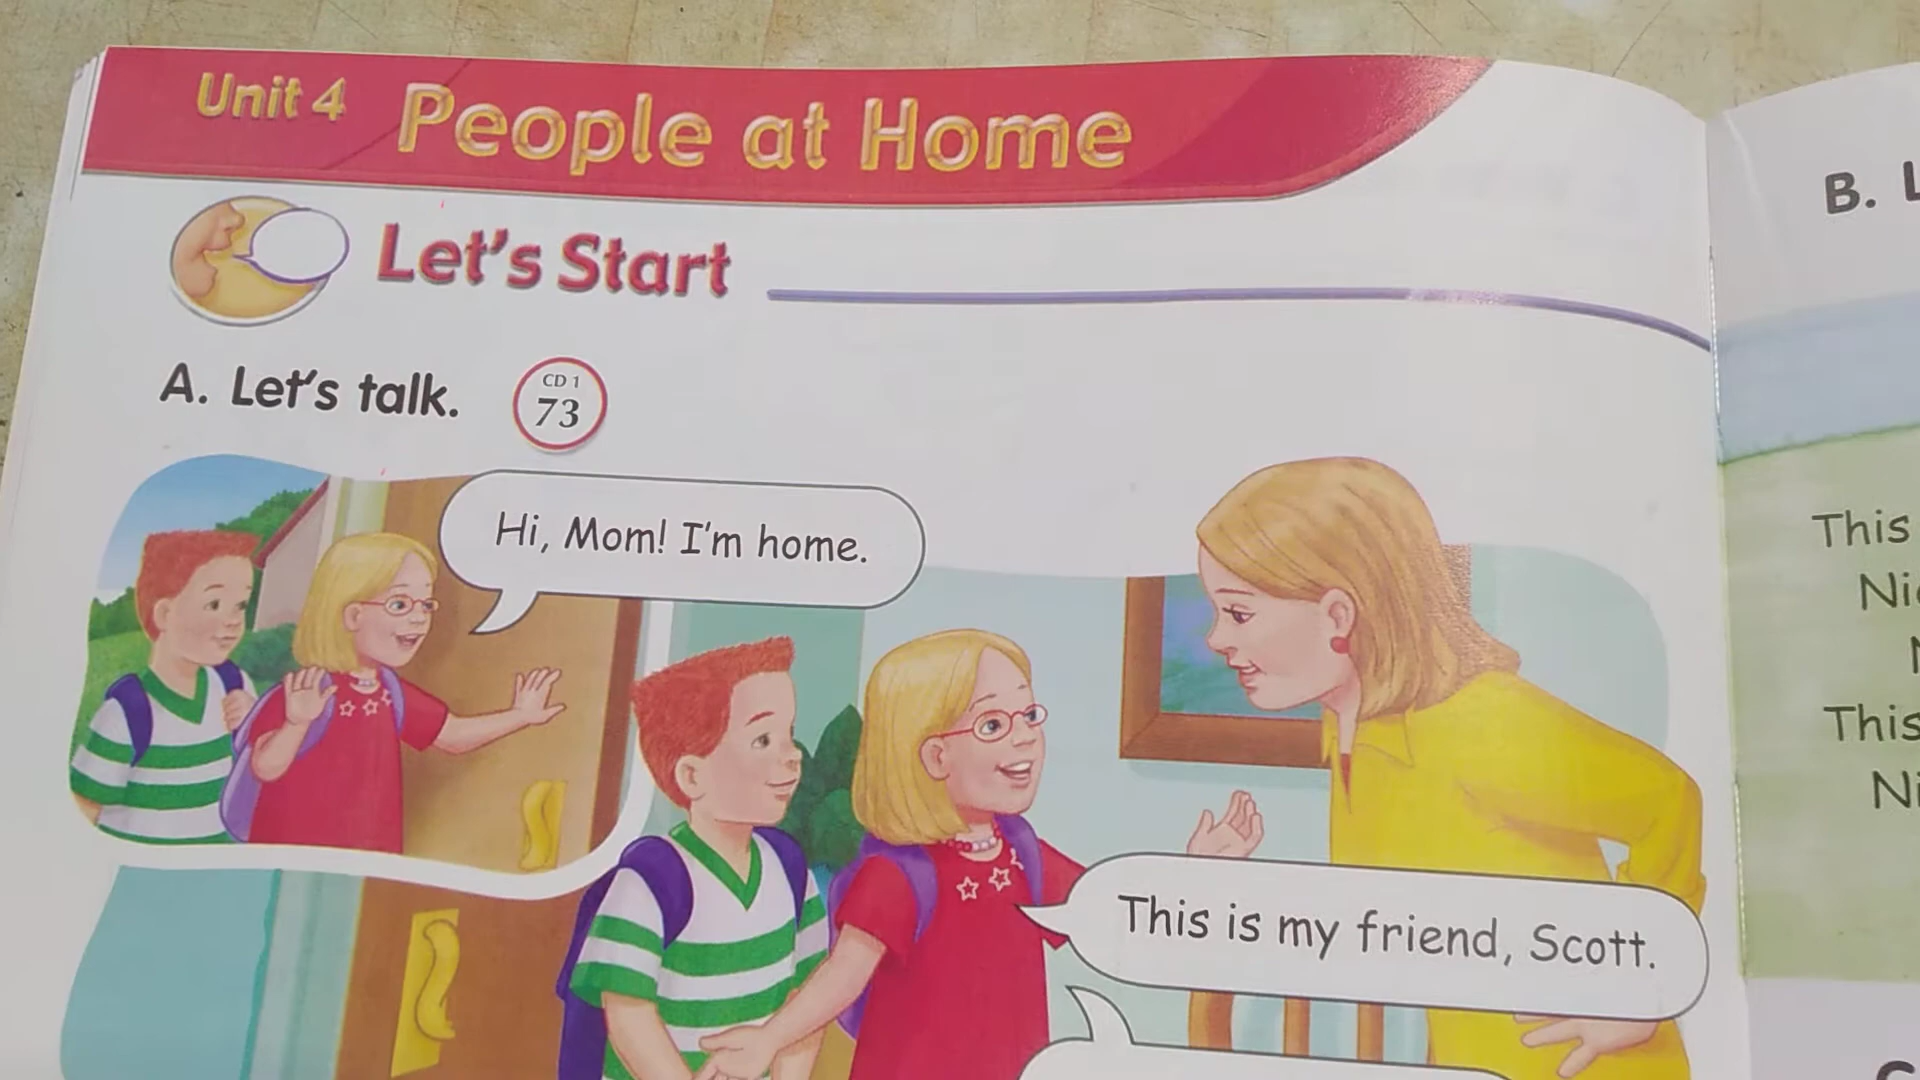 Unit 4 People at Home
Let's Start
A. Let's talk.
CD 1
73
Hi, Mom! I'm home.
This is my friend, Scott.
B.
This
This